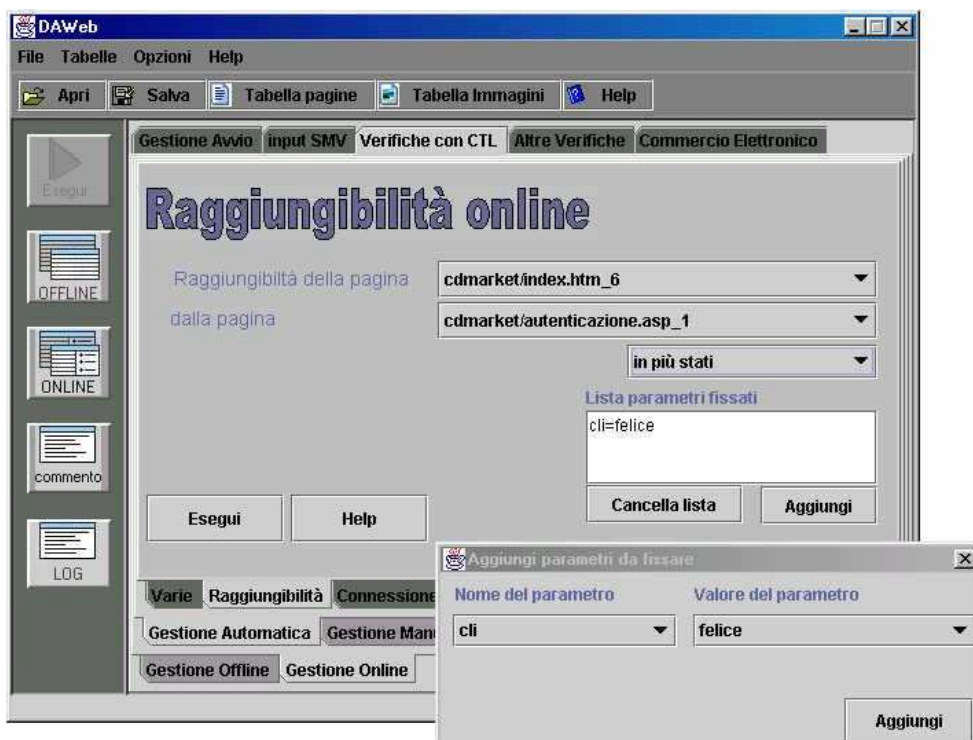 DAWeb
File Tabelle Opzioni Help
Apri Salva Tabella pagine Tabella Immagini Help
Gestione Avvio input SMV Verifiche con CTL Altre Verifiche Commercio Elettronico
Esegui
OFFLINE
ONLINE
commento
LOG
Raggiungibilità online
Raggiungibiltà della pagina cdmarket/index.htm_6
dalla pagina cdmarket/autenticazione.asp_1
in più stati
Lista parametri fissati
cli=felice
Cancella lista Aggiungi
Esegui Help
Varie Raggiungibilità Connessione
Gestione Automatica Gestione Man
Gestione Offline Gestione Online
Aggiungi parametri da fissare
Nome del parametro Valore del parametro
cli felice
Aggiungi